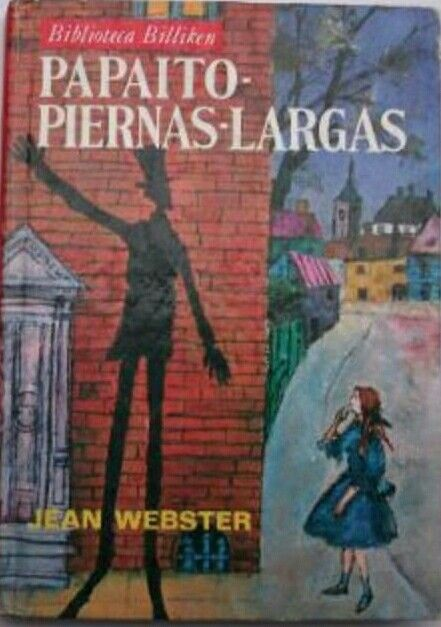 Biblioteca Billiken
PAPAITO-
PIERNAS-LARGAS
JEAN WEBSTER